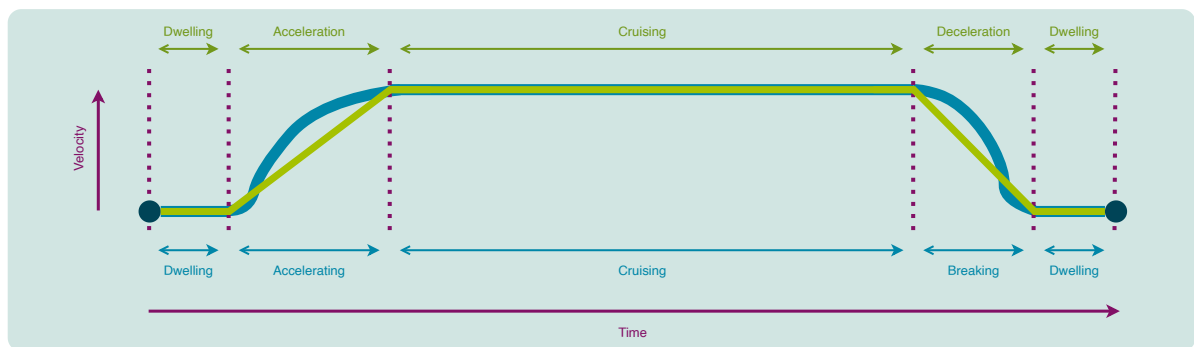 Dwelling
Acceleration
Cruising
Deceleration
Dwelling
Velocity
Dwelling
Accelerating
Cruising
Breaking
Dwelling
Time